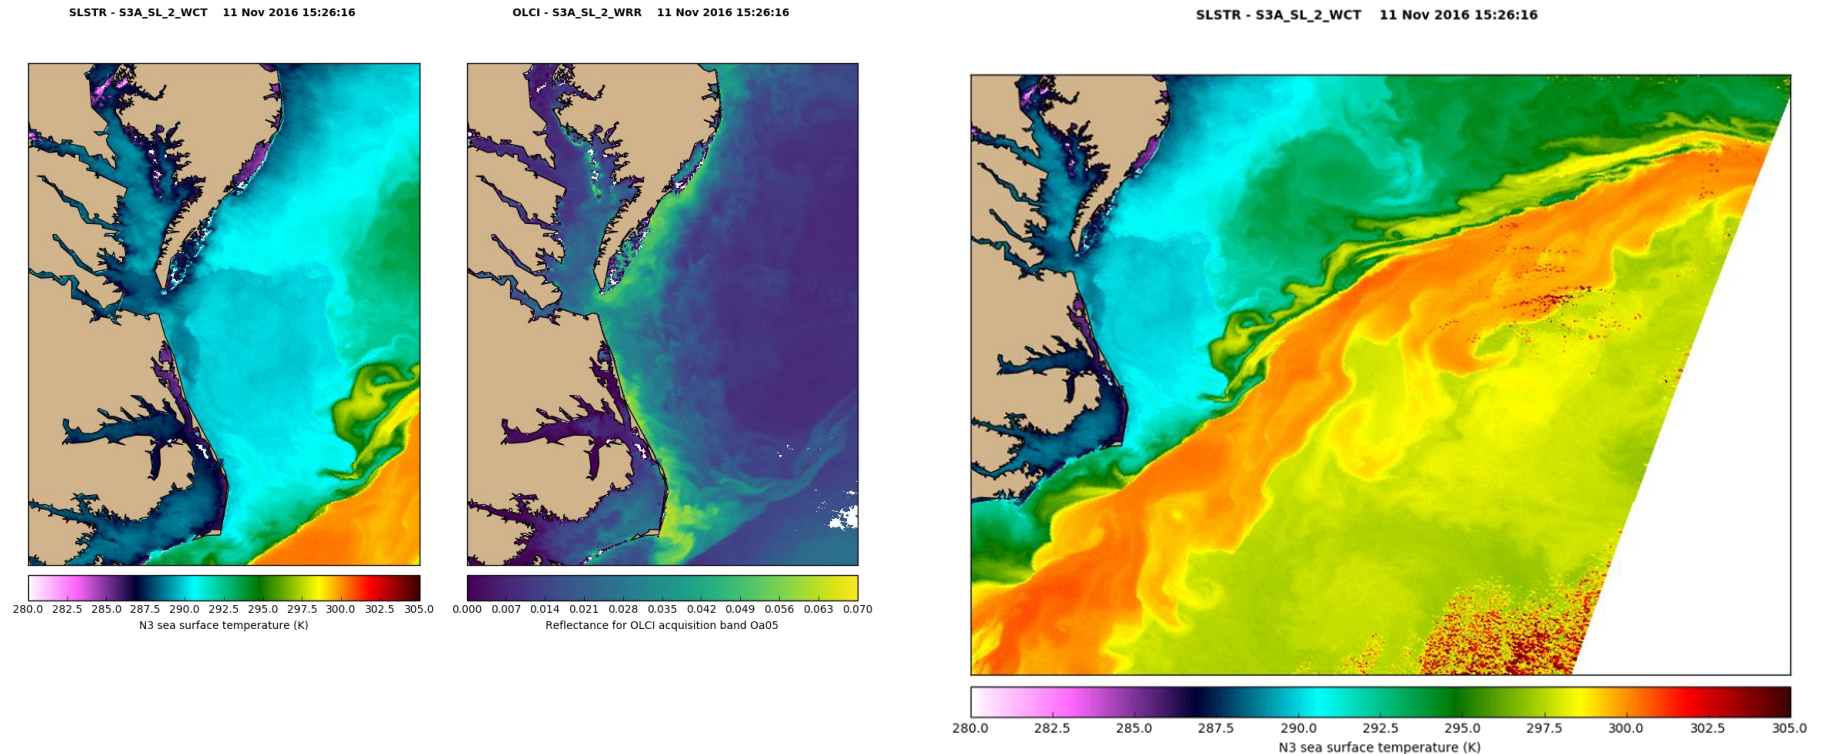 SLSTR - S3A_SL_2_WCT 11 Nov 2016 15:26:16
280.0 282.5 285.0 287.5 290.0 292.5 295.0 297.5 300.0 302.5 305.0
N3 sea surface temperature (K)
OLCI - S3A_SL_2_WRR 11 Nov 2016 15:26:16
0.000 0.007 0.014 0.021 0.028 0.035 0.042 0.049 0.056 0.063 0.070
Reflectance for OLCI acquisition band Oa05
SLSTR - S3A_SL_2_WCT 11 Nov 2016 15:26:16
280.0 282.5 285.0 287.5 290.0 292.5 295.0 297.5 300.0 302.5 305.0
N3 sea surface temperature (K)